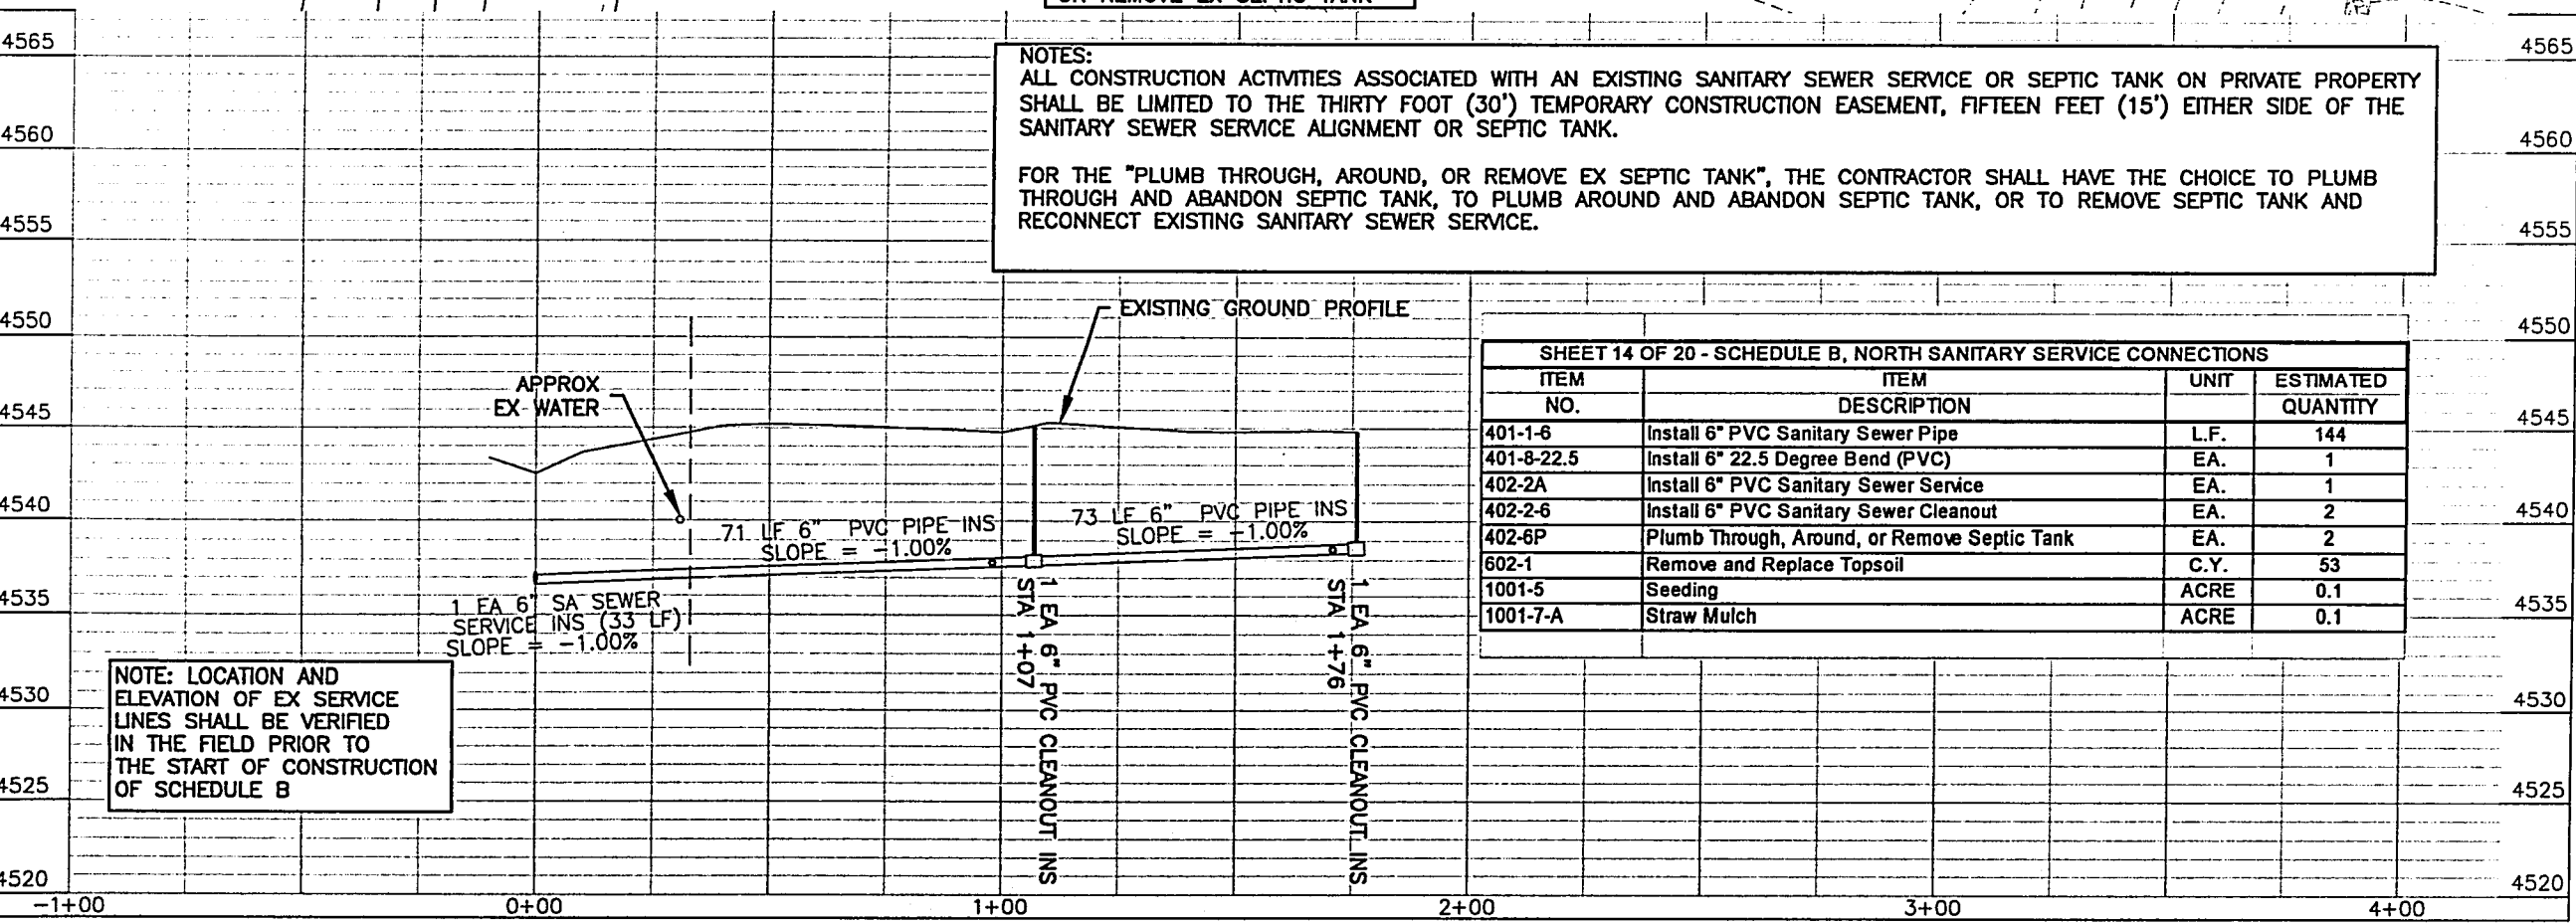 OR REMOVE EX SEPTIC TANK
4565
4560
4555
4550
4545
4540
4535
4530
4525
4520
4565
4560
4555
4550
4545
4540
4535
4530
4525
4520
NOTES:
ALL CONSTRUCTION ACTIVITIES ASSOCIATED WITH AN EXISTING SANITARY SEWER SERVICE OR SEPTIC TANK ON PRIVATE PROPERTY
SHALL BE LIMITED TO THE THIRTY FOOT (30') TEMPORARY CONSTRUCTION EASEMENT, FIFTEEN FEET (15') EITHER SIDE OF THE
SANITARY SEWER SERVICE ALIGNMENT OR SEPTIC TANK.
FOR THE "PLUMB THROUGH, AROUND, OR REMOVE EX SEPTIC TANK", THE CONTRACTOR SHALL HAVE THE CHOICE TO PLUMB
THROUGH AND ABANDON SEPTIC TANK, TO PLUMB AROUND AND ABANDON SEPTIC TANK, OR TO REMOVE SEPTIC TANK AND
RECONNECT EXISTING SANITARY SEWER SERVICE.
EXISTING GROUND PROFILE
APPROX
EX WATER
71 LF 6" PVC PIPE INS
SLOPE = -1.00%
73 LF 6" PVC PIPE INS
SLOPE = -1.00%
1 EA 6" SA SEWER
SERVICE INS (33 LF)
SLOPE = -1.00%
1 EA 6" PVC CLEANOUT INS
STA 1+07
1 EA 6" PVC CLEANOUT INS
STA 1+76
SHEET 14 OF 20 - SCHEDULE B, NORTH SANITARY SERVICE CONNECTIONS
ITEM ITEM UNIT ESTIMATED
NO. DESCRIPTION QUANTITY
401-1-6 Install 6" PVC Sanitary Sewer Pipe L.F. 144
401-8-22.5 Install 6" 22.5 Degree Bend (PVC) EA. 1
402-2A Install 6" PVC Sanitary Sewer Service EA. 1
402-2-6 Install 6" PVC Sanitary Sewer Cleanout EA. 2
402-6P Plumb Through, Around, or Remove Septic Tank EA. 2
602-1 Remove and Replace Topsoil C.Y. 53
1001-5 Seeding ACRE 0.1
1001-7-A Straw Mulch ACRE 0.1
NOTE: LOCATION AND
ELEVATION OF EX SERVICE
LINES SHALL BE VERIFIED
IN THE FIELD PRIOR TO
THE START OF CONSTRUCTION
OF SCHEDULE B
-1+00 0+00 1+00 2+00 3+00 4+00